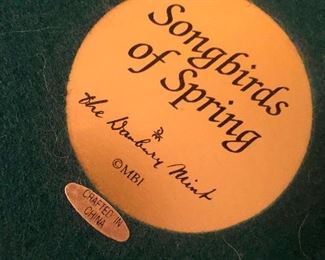 Songbirds
of Spring
the Danbury Mint
©MBI
CRAFTED IN
CHINA